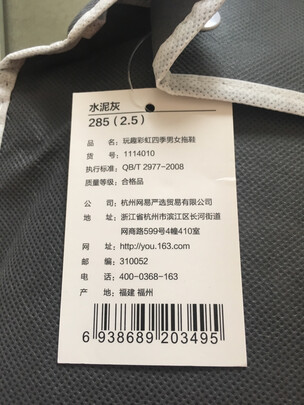 水泥灰
285 (2.5)
品 名：玩趣彩虹四季男女拖鞋
货 号：1114010
执行标准：QB/T 2977-2008
质量等级：合格品
公 司：杭州网易严选贸易有限公司
地 址：浙江省杭州市滨江区长河街道
网商路599号4幢410室
网 址：http://you.163.com
邮 编：310052
电 话：400-0368-163
产 地：福建 福州
6 938689 203495